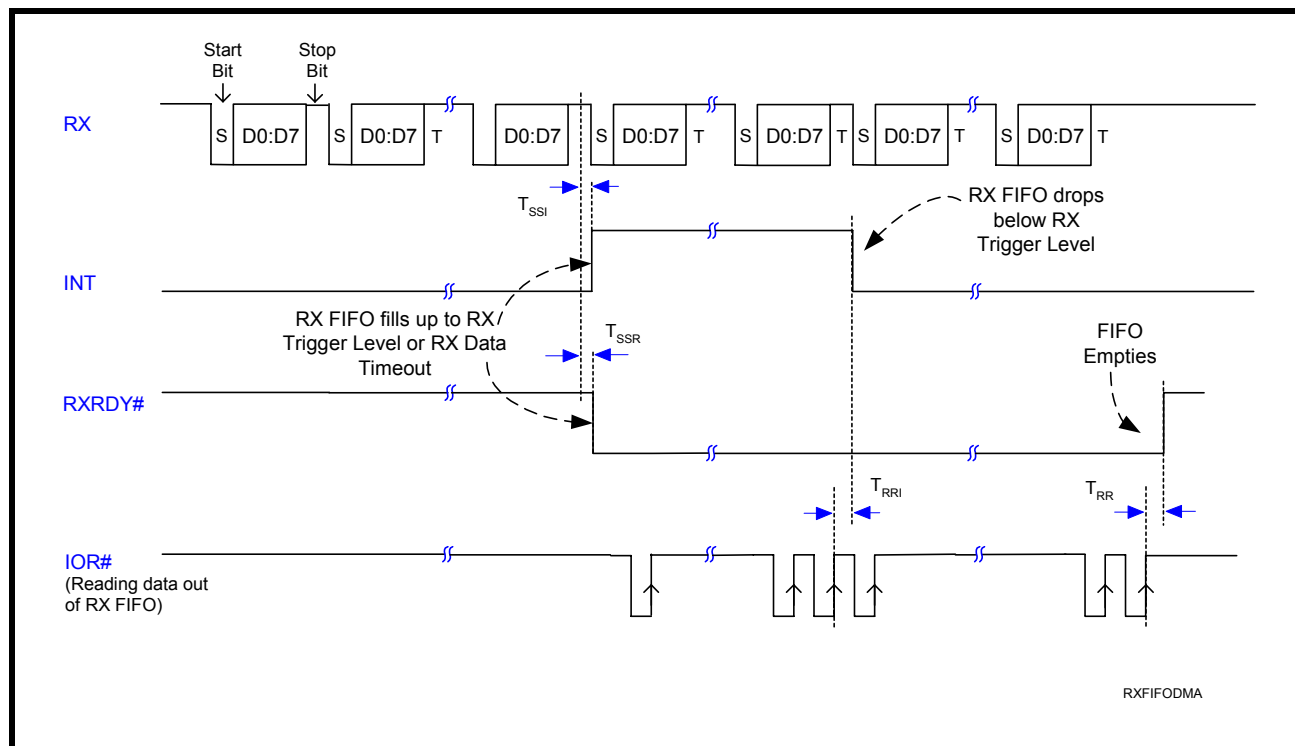 Start
Bit
Stop
Bit
RX
S D0:D7 S D0:D7 T D0:D7 S D0:D7 T S D0:D7 T S D0:D7 T S D0:D7 T
TSSI
RX FIFO drops
below RX
Trigger Level
INT
RX FIFO fills up to RX
Trigger Level or RX Data
Timeout
TSSR
FIFO
Empties
RXRDY#
TRRI
TRR
IOR#
(Reading data out
of RX FIFO)
RXFIFODMA